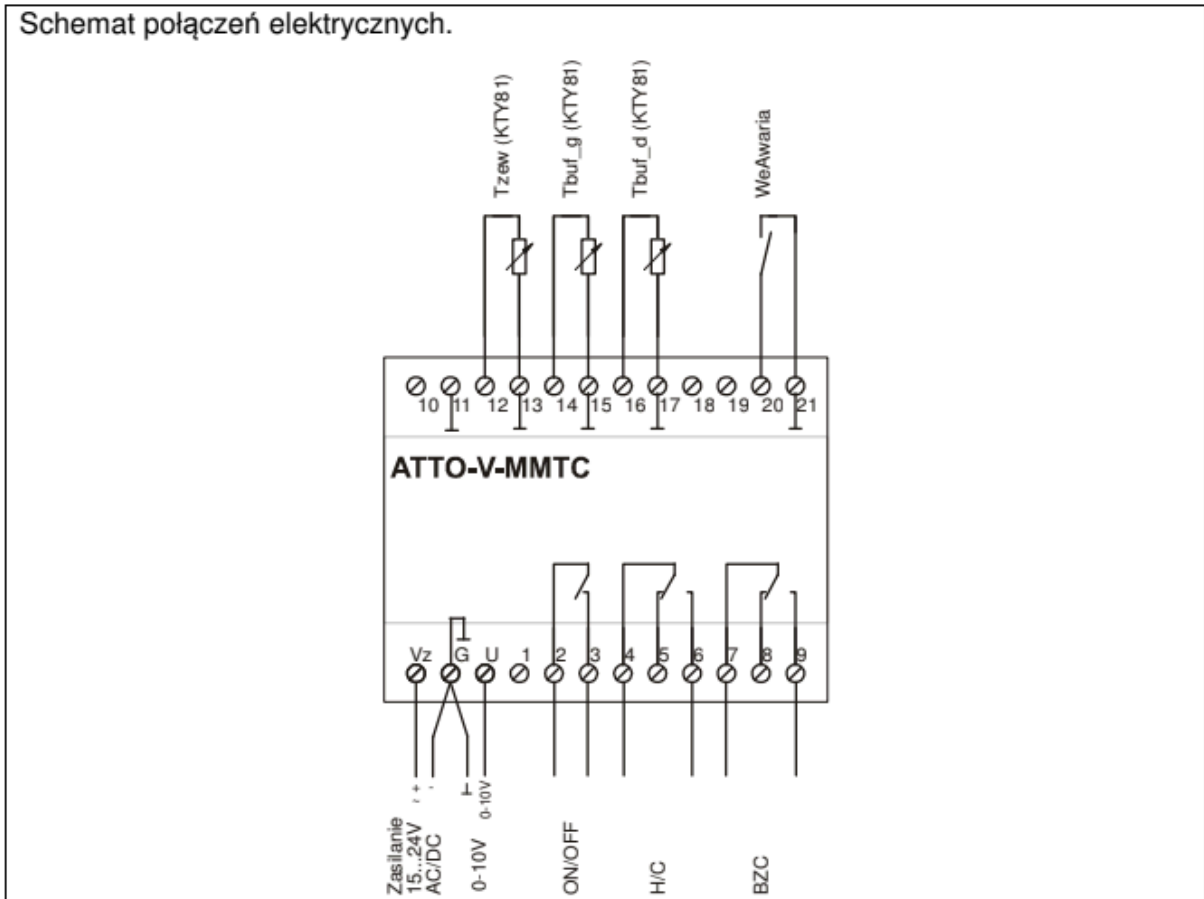 Schemat połączeń elektrycznych.
Tzew (KTY81)
Tbuf_g (KTY81)
Tbuf_d (KTY81)
WeAwaria
10 11 12 13 14 15 16 17 18 19 20 21
ATTO-V-MMTC
Vz G U 1 2 3 4 5 6 7 8 9
~ +
-
0-10V
Zasilanie
15...24V
AC/DC
0-10V
ON/OFF
H/C
BZC